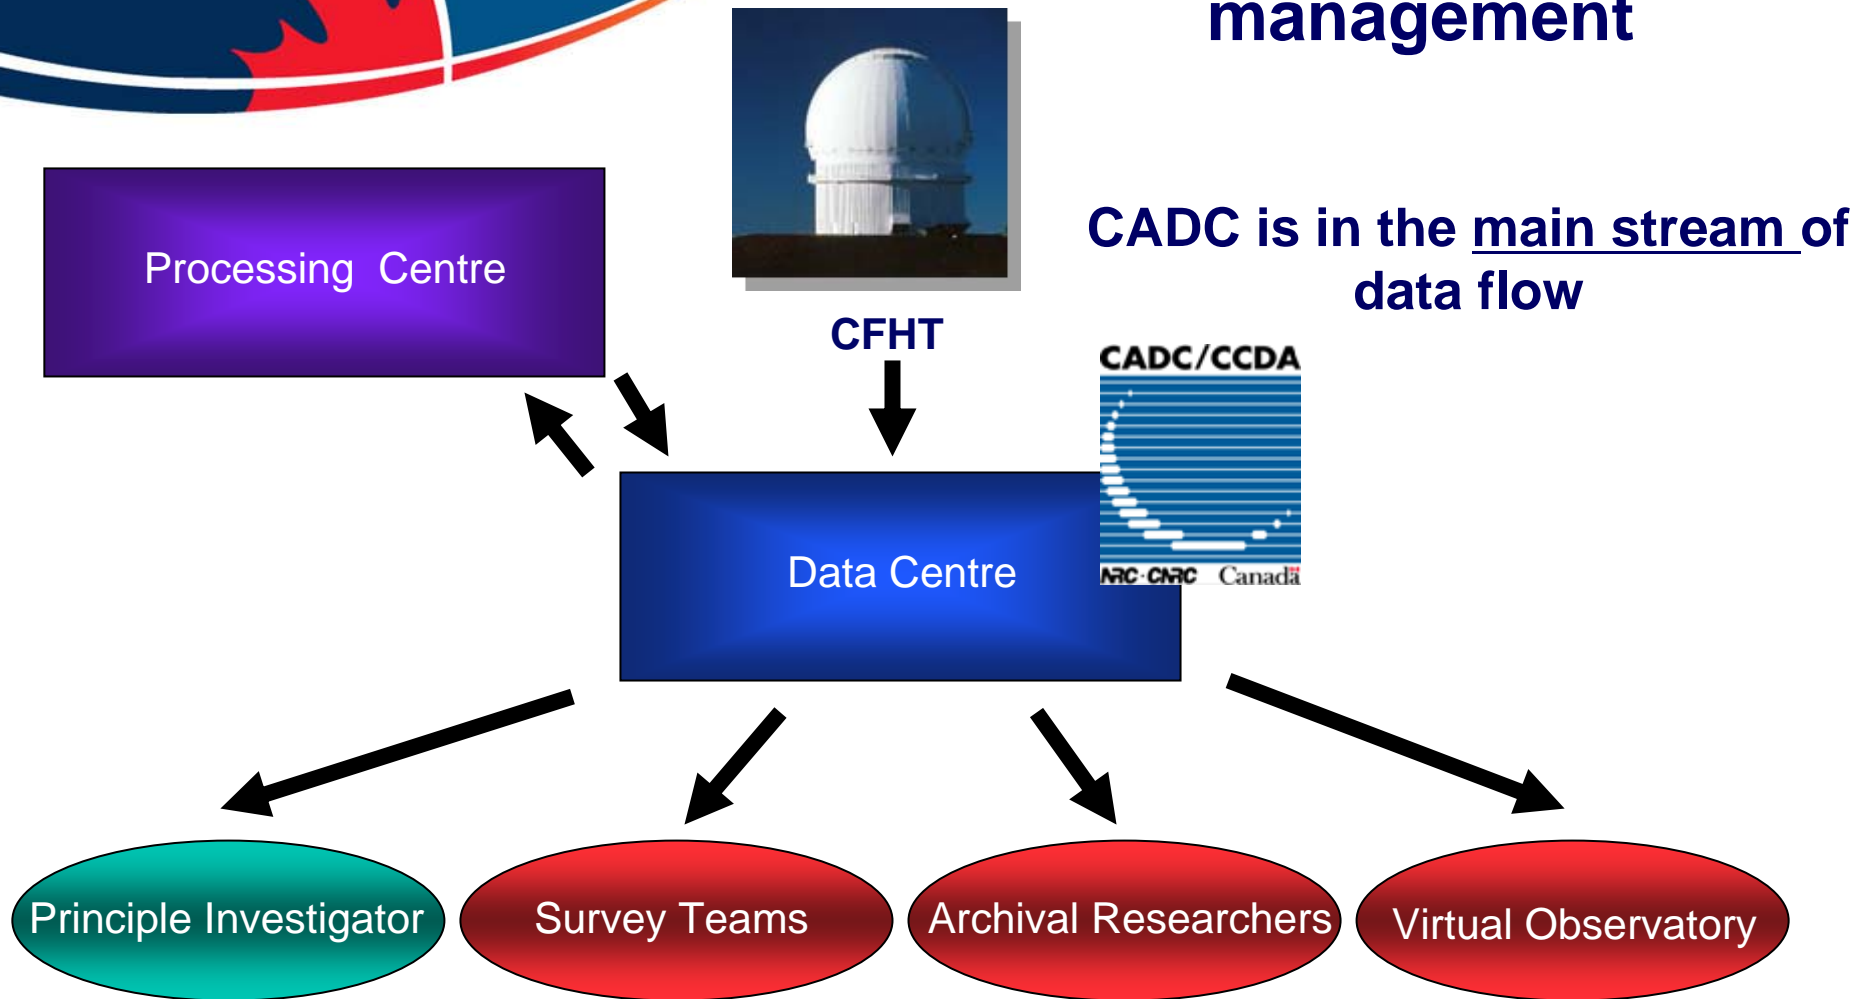 management
CADC is in the main stream of
data flow
Processing Centre
CFHT
CADC/CCDA
NRC·CNRC Canada
Data Centre
Principle Investigator
Survey Teams
Archival Researchers
Virtual Observatory